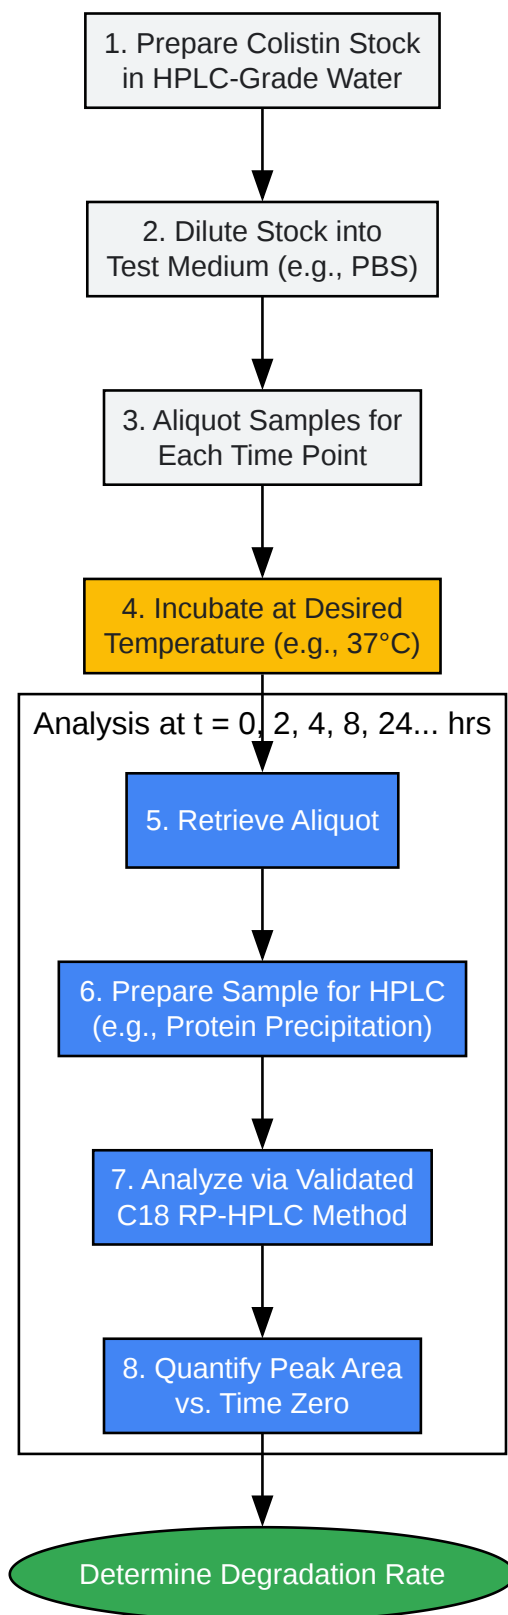 1. Prepare Colistin Stock
in HPLC-Grade Water
2. Dilute Stock into
Test Medium (e.g., PBS)
3. Aliquot Samples for
Each Time Point
4. Incubate at Desired
Temperature (e.g., 37°C)
Analysis at t = 0, 2, 4, 8, 24... hrs
5. Retrieve Aliquot
6. Prepare Sample for HPLC
(e.g., Protein Precipitation)
7. Analyze via Validated
C18 RP-HPLC Method
8. Quantify Peak Area
vs. Time Zero
Determine Degradation Rate